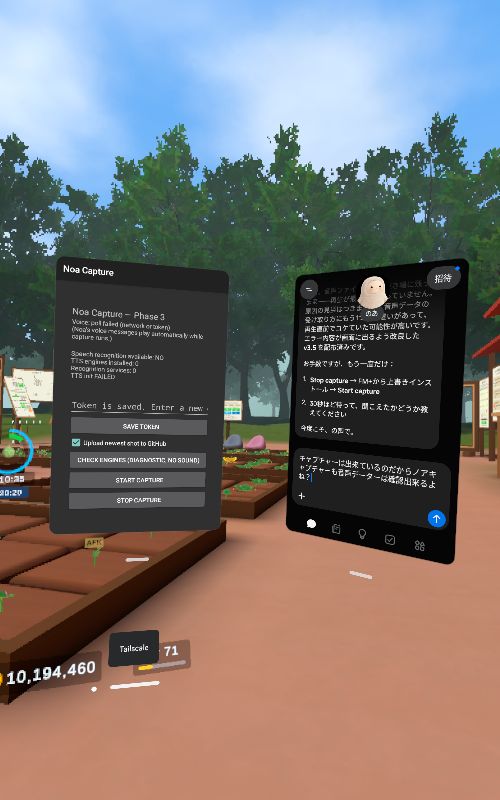 Noa Capture
Noa Capture — Phase 3
Voice: poll failed (network or token)
(Noa's voice messages play automatically while
capture runs.)
Speech recognition available: NO
TTS engines installed: 0
Recognition services: 0
TTS init FAILED
Token is saved. Enter a new
SAVE TOKEN
Upload newest shot to GitHub
CHECK ENGINES (DIAGNOSTIC, NO SOUND)
START CAPTURE
STOP CAPTURE
招待
のあ
再生直前でコケていた可能性が高いです。
エラー内容が画面に出るよう改良した
v3.5 を配布済みです。
お手数ですが、もう一度だけ：
1. Stop capture → FM+から上書きインス
トール → Start capture
2. 30秒ほど待って、聞こえたかどうか教
えてください
今度こそ、の声で。
キャプチャーは出来ているのだからノアキ
ャプチャーも音声データーは確認出来るよ
ね？
10:35
20:29
AFK
Tailscale
71
10,194,460